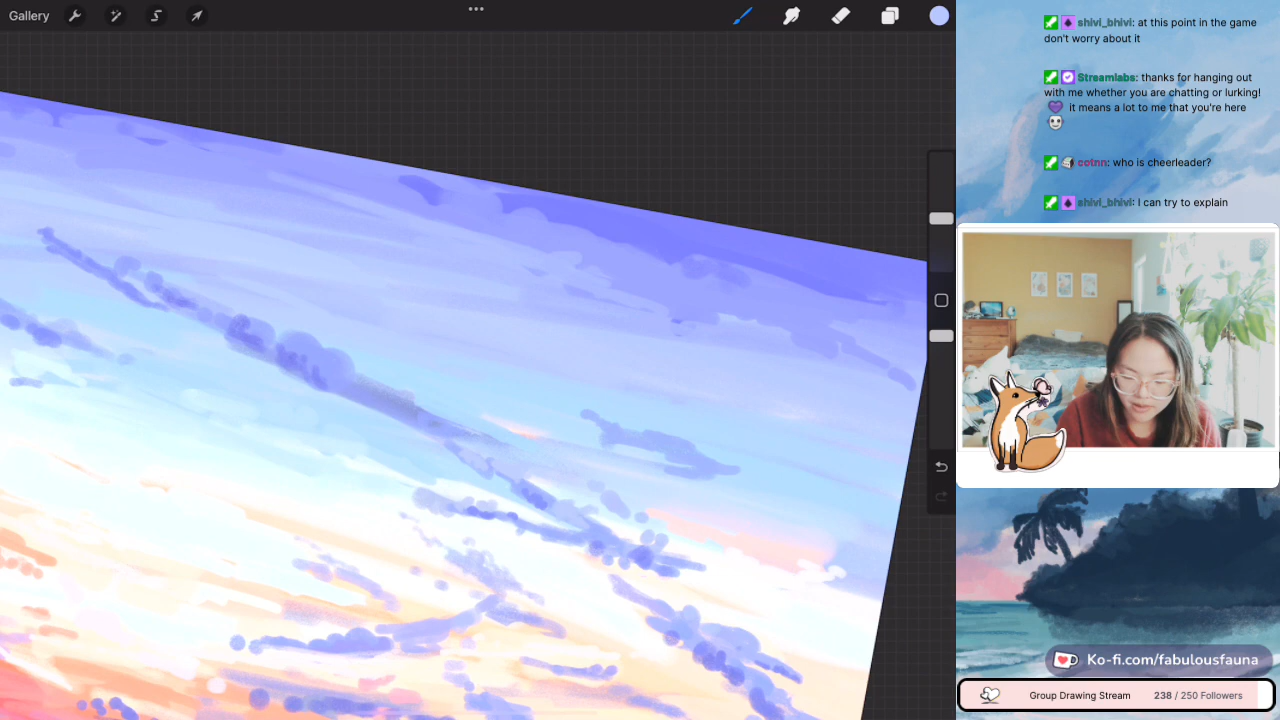 Gallery
shivi_bhivi: at this point in the game
don't worry about it
Streamlabs: thanks for hanging out
with me whether you are chatting or lurking!
it means a lot to me that you're here
cotnn: who is cheerleader?
shivi_bhivi: I can try to explain
Ko-fi.com/fabulousfauna
Group Drawing Stream 238 / 250 Followers